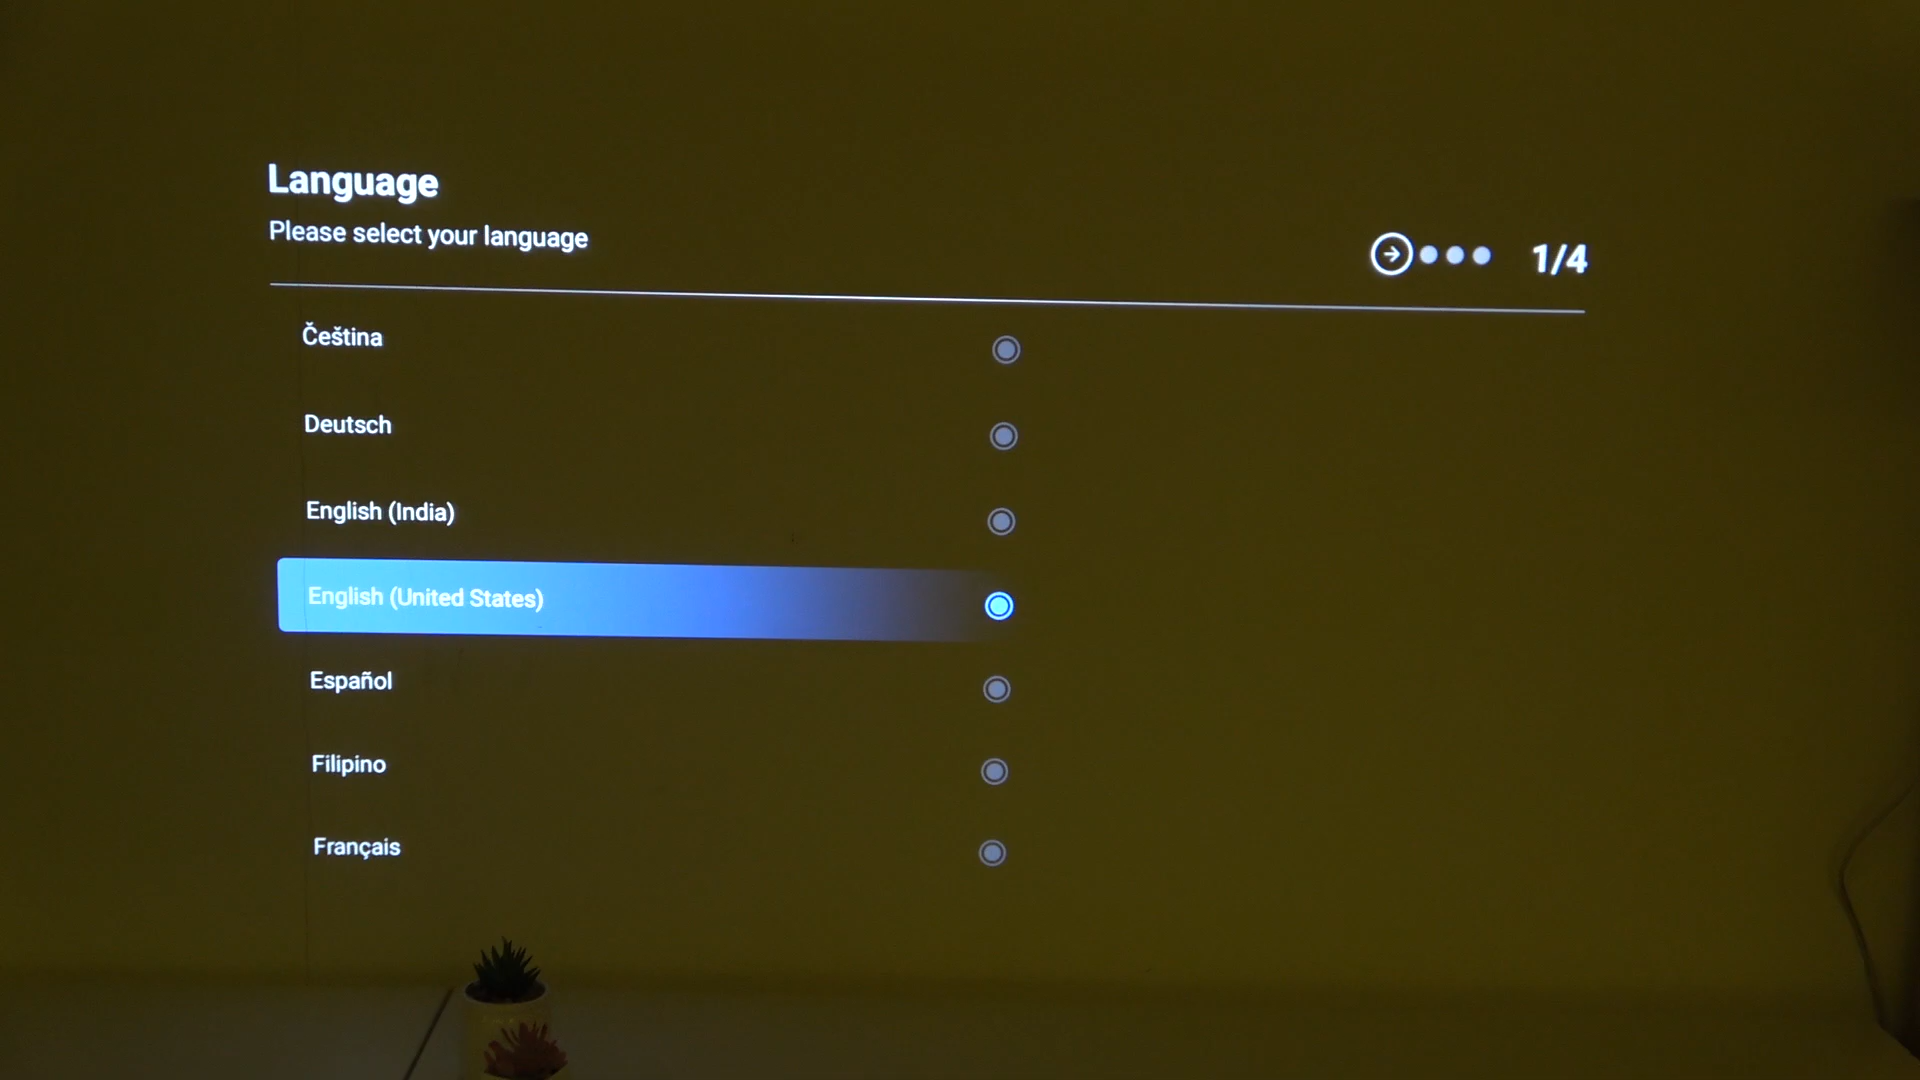 Language
Please select your language
1/4
Čeština
Deutsch
English (India)
English (United States)
Español
Filipino
Français